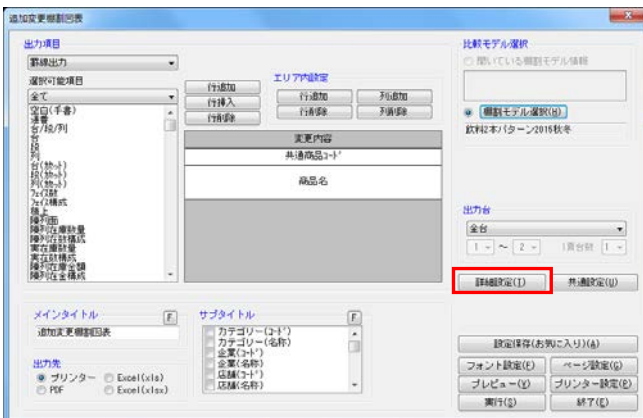 追加変更棚割図表
出力項目
罫線出力
選択可能項目
全て
空白(手書)
連番
台/段/列
台
段
列
台(ｶｾｯﾄ)
段(ｶｾｯﾄ)
列(ｶｾｯﾄ)
ﾌｪｲｽ数
ﾌｪｲｽ構成
積上
陳列面
陳列在庫数量
陳列在数構成
実在庫数量
実在数構成
陳列在庫金額
陳列在金構成
行追加
行挿入
行削除
エリア内設定
行追加
列追加
行削除
列削除
変更内容
共通商品ｺｰﾄﾞ
商品名
比較モデル選択
開いている棚割モデル情報
棚割モデル選択(H)
飲料2本パターン2015秋冬
出力台
全台
1 ～ 2
1頁台数 1
詳細設定(T)
共通設定(U)
メインタイトル
F
追加変更棚割図表
出力先
プリンター
Excel(xls)
PDF
Excel(xlsx)
サブタイトル
F
カテゴリー(ｺｰﾄﾞ)
カテゴリー(名称)
企業(ｺｰﾄﾞ)
企業(名称)
店舗(ｺｰﾄﾞ)
店舗(名称)
設定保存(お気に入り)(A)
フォント設定(F)
ページ設定(G)
プレビュー(V)
プリンター設定(P)
実行(S)
終了(E)